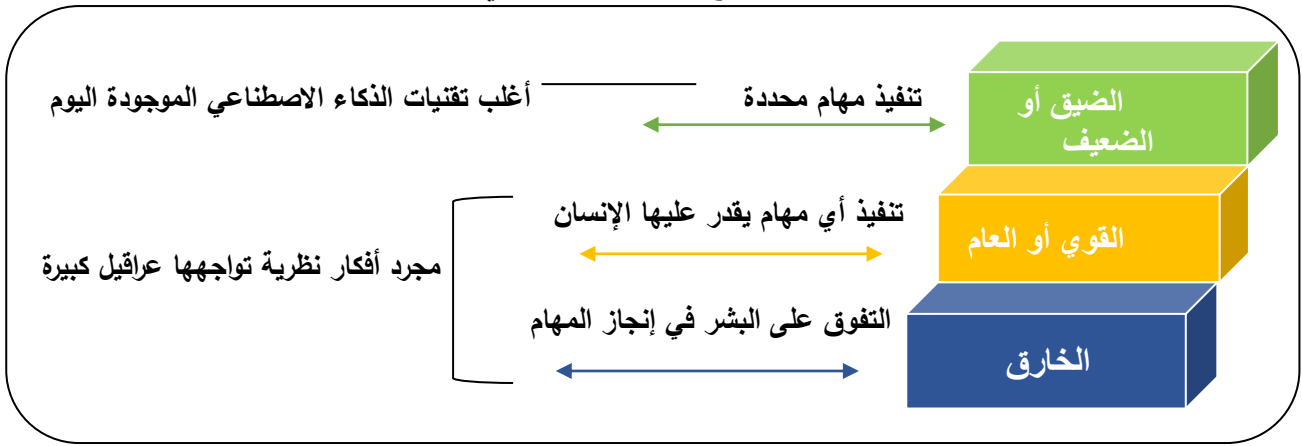 الضيق أو
الضعيف
تنفيذ مهام محددة
أغلب تقنيات الذكاء الاصطناعي الموجودة اليوم
القوي أو العام
تنفيذ أي مهام يقدر عليها الإنسان
مجرد أفكار نظرية تواجهها عراقيل كبيرة
الخارق
التفوق على البشر في إنجاز المهام